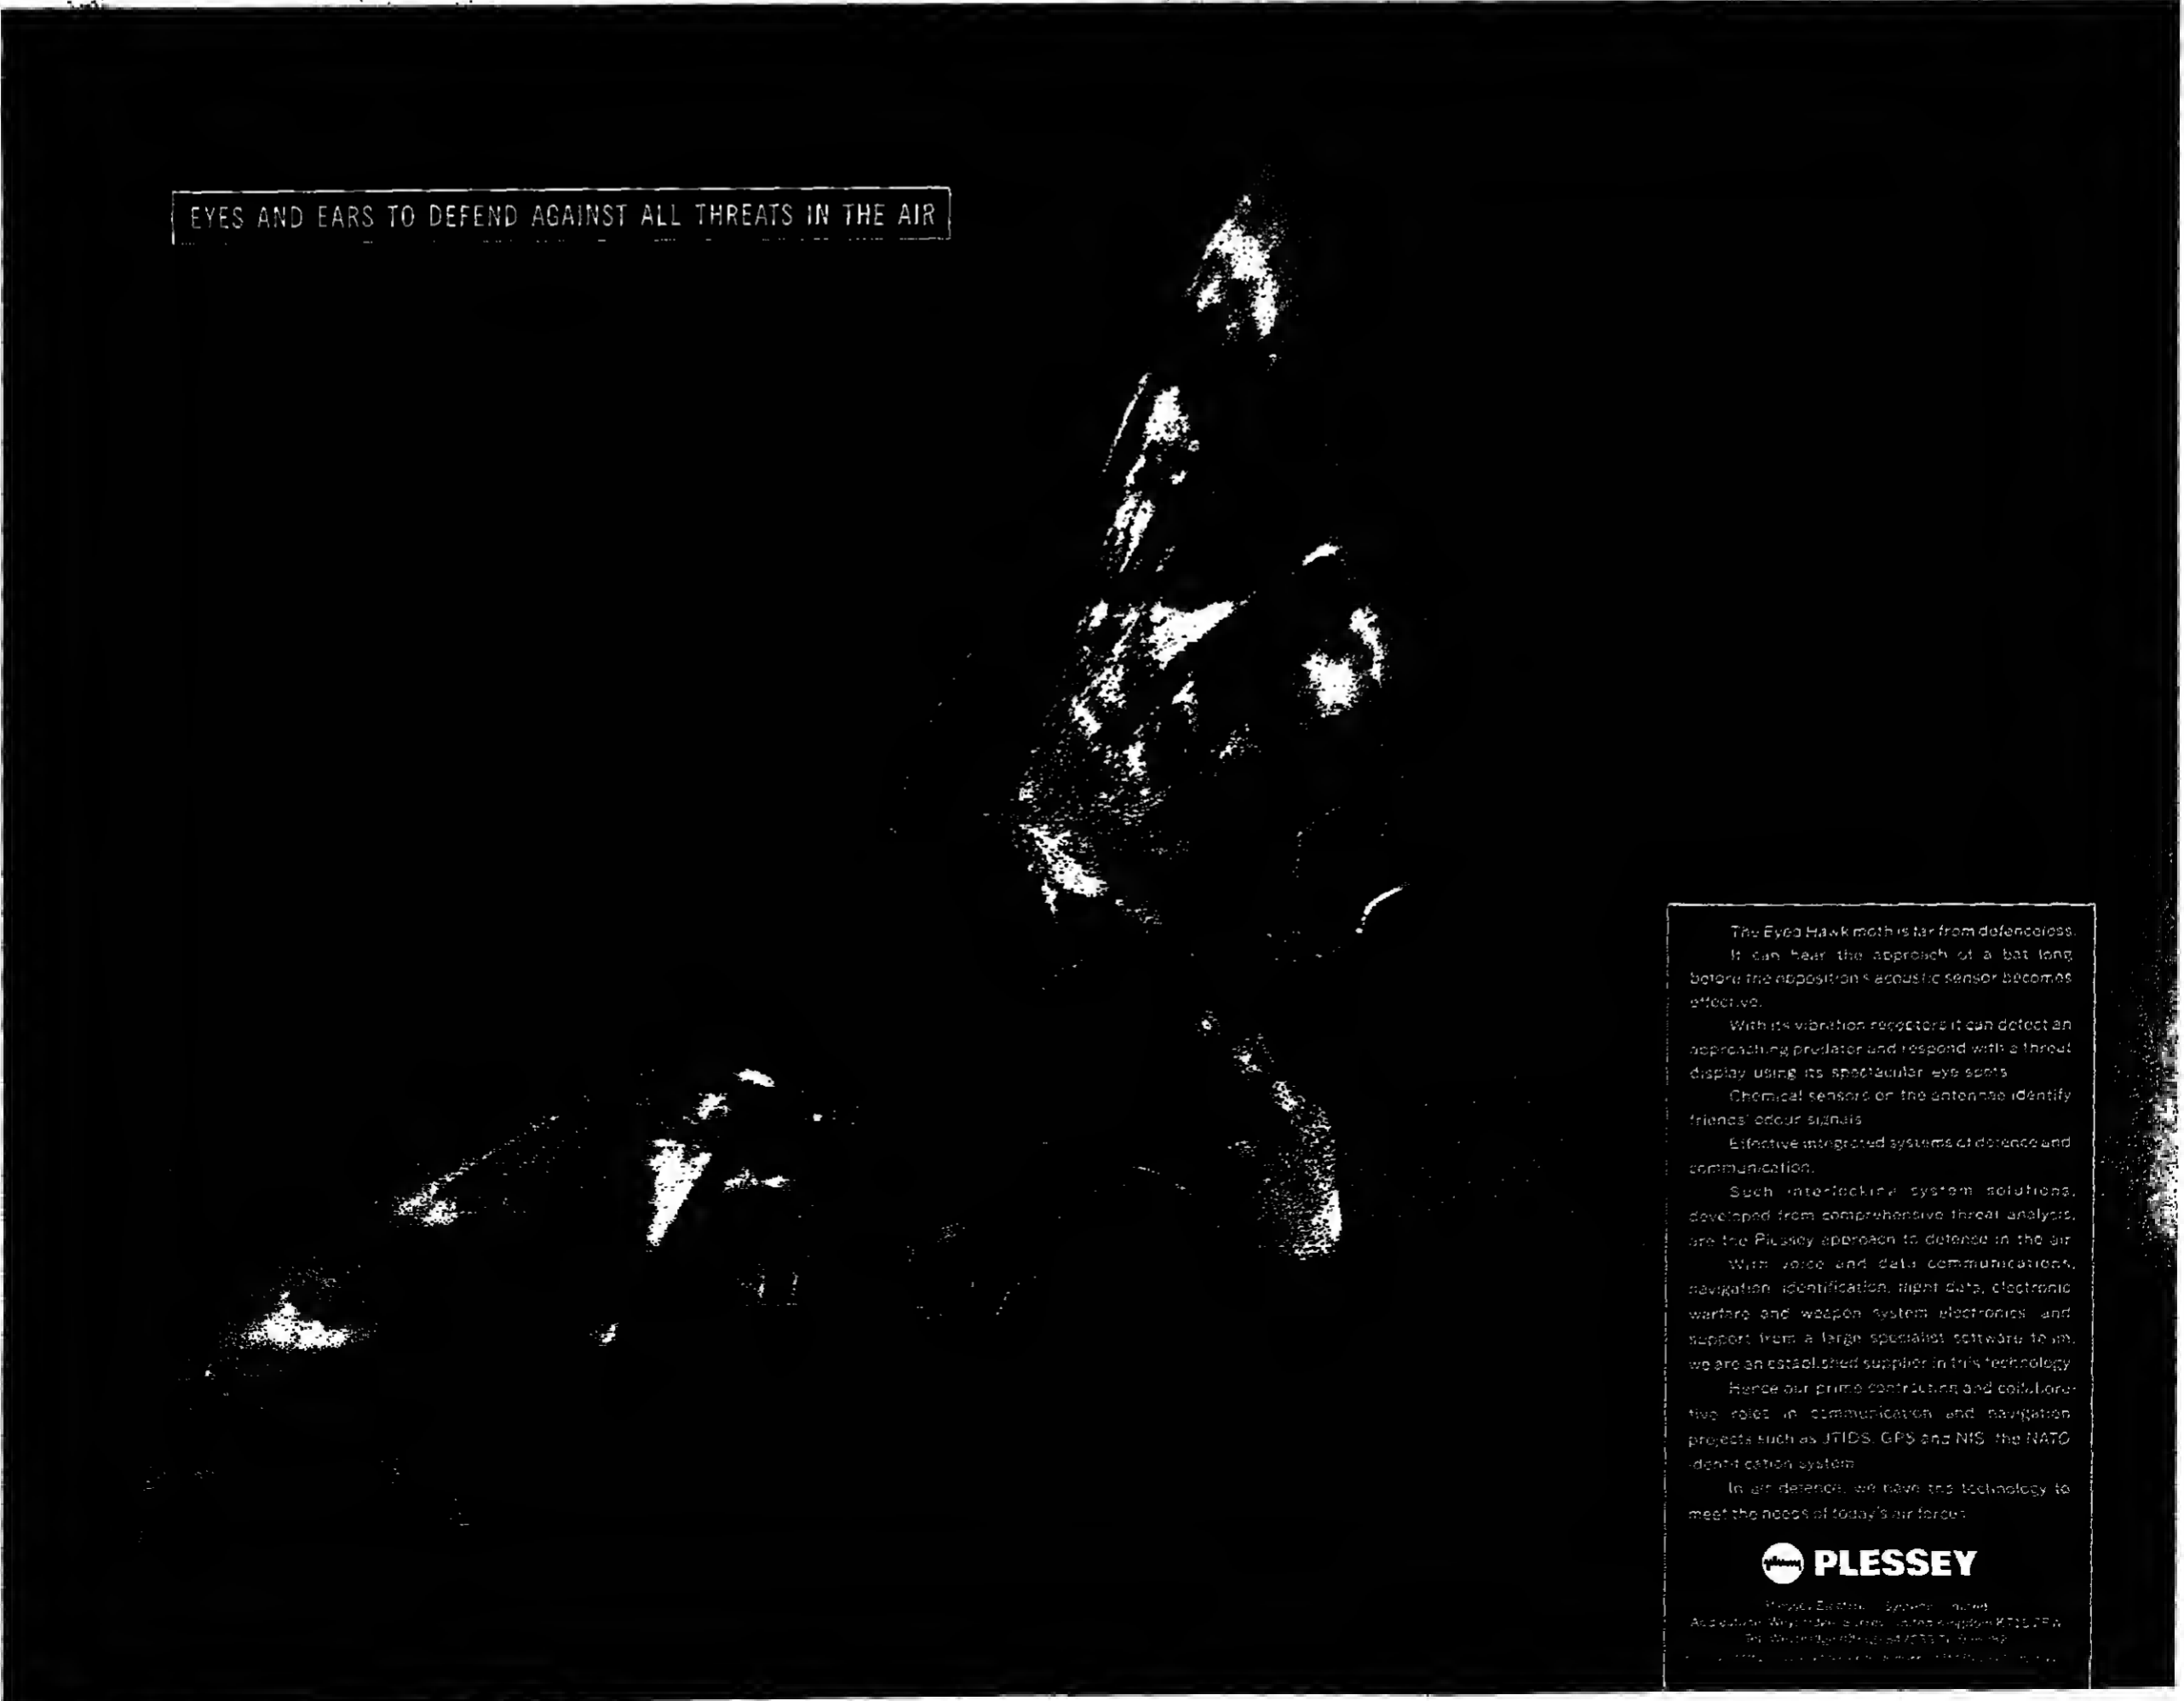 EYES AND EARS TO DEFEND AGAINST ALL THREATS IN THE AIR
The Eyed Hawk moth is far from defenceless.
It can hear the approach of a bat long
before the opposition's acoustic sensor becomes
effective.
With its vibration receptors it can detect an
approaching predator and respond with a threat
display using its spectacular eye spots.
Chemical sensors on the antennae identify
friends' odour signals.
Effective integrated systems of defence and
communication.
Such interlocking system solutions,
developed from comprehensive threat analysis,
are the Plessey approach to defence in the air.
With voice and data communications,
navigation, identification, flight data, electronic
warfare and weapon system electronics, and
support from a large specialist software team,
we are an established supplier in this technology.
Hence our prime contracting and collabora-
tive roles in communication and navigation
projects such as JTIDS, GPS and NIS, the NATO
identification system.
In air defence, we have the technology to
meet the needs of today's air forces.
PLESSEY
Plessey Systems Limited